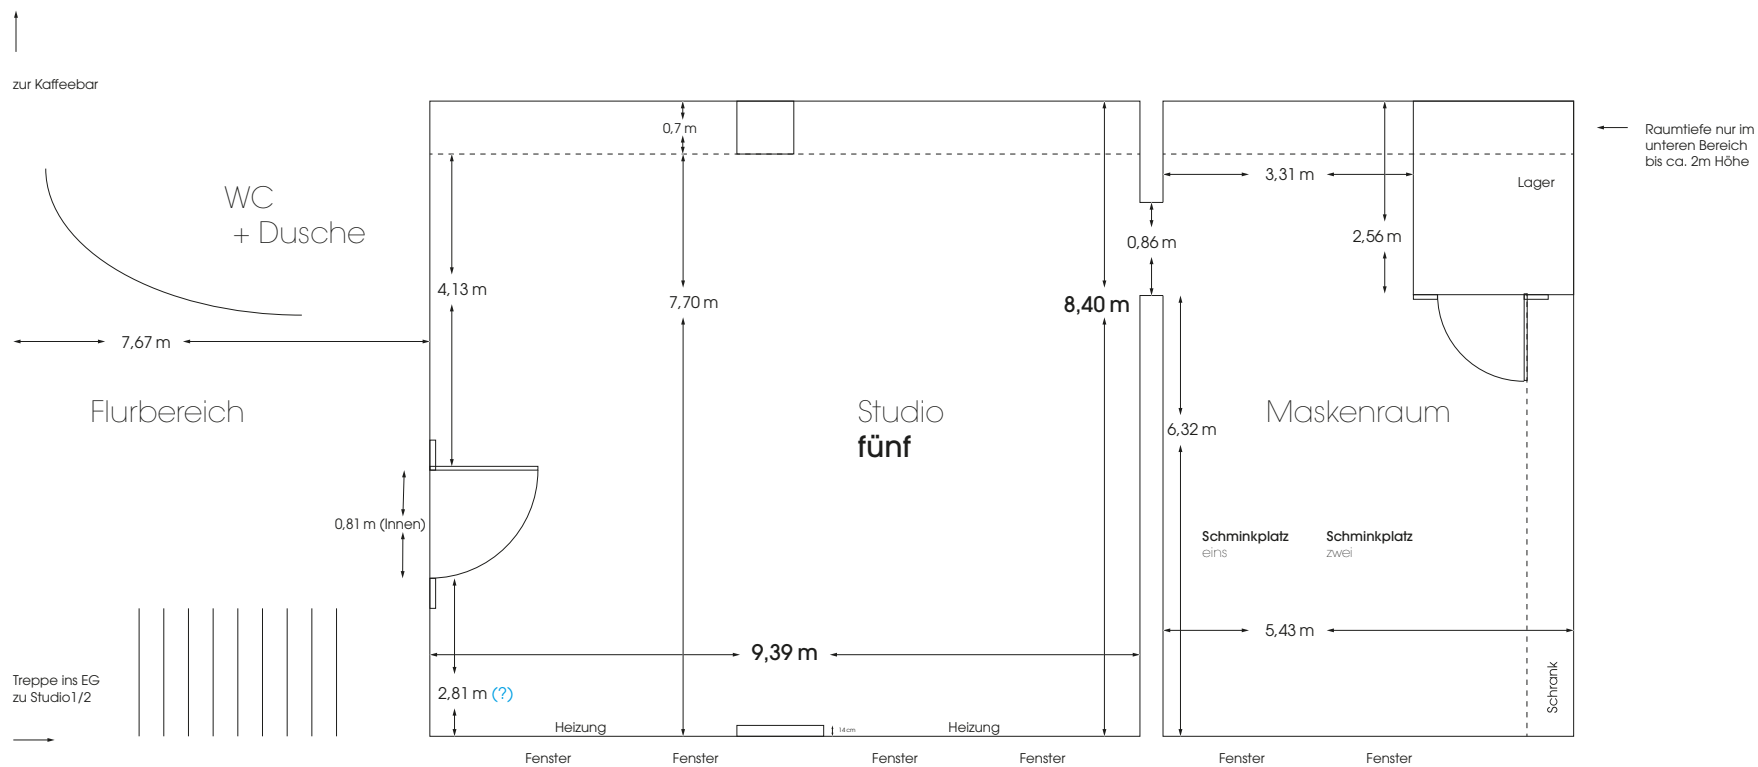 zur Kaffeebar
0,7 m
Raumtiefe nur im
unteren Bereich
bis ca. 2m Höhe
3,31 m
Lager
WC
+ Dusche
0,86 m
2,56 m
4,13 m
7,70 m
8,40 m
7,67 m
Flurbereich
Studio
fünf
Maskenraum
6,32 m
0,81 m (Innen)
Schminkplatz
eins
Schminkplatz
zwei
5,43 m
9,39 m
Treppe ins EG
zu Studio1/2
2,81 m (?)
Schrank
Heizung
14 cm
Heizung
Fenster
Fenster
Fenster
Fenster
Fenster
Fenster